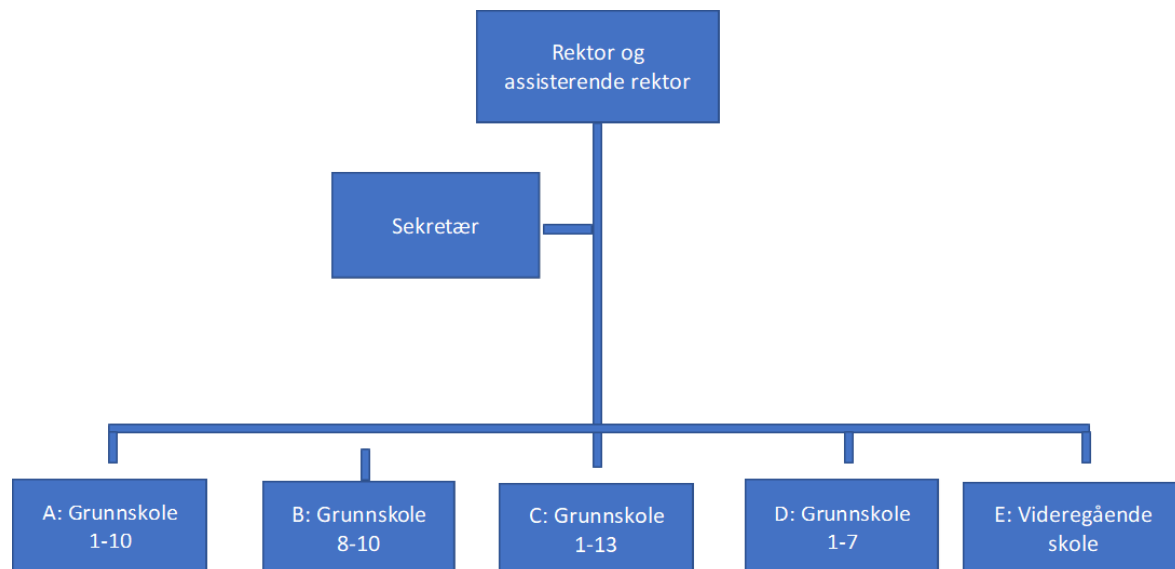 Rektor og
assisterende rektor
Sekretær
A: Grunnskole
1-10
B: Grunnskole
8-10
C: Grunnskole
1-13
D: Grunnskole
1-7
E: Videregående
skole